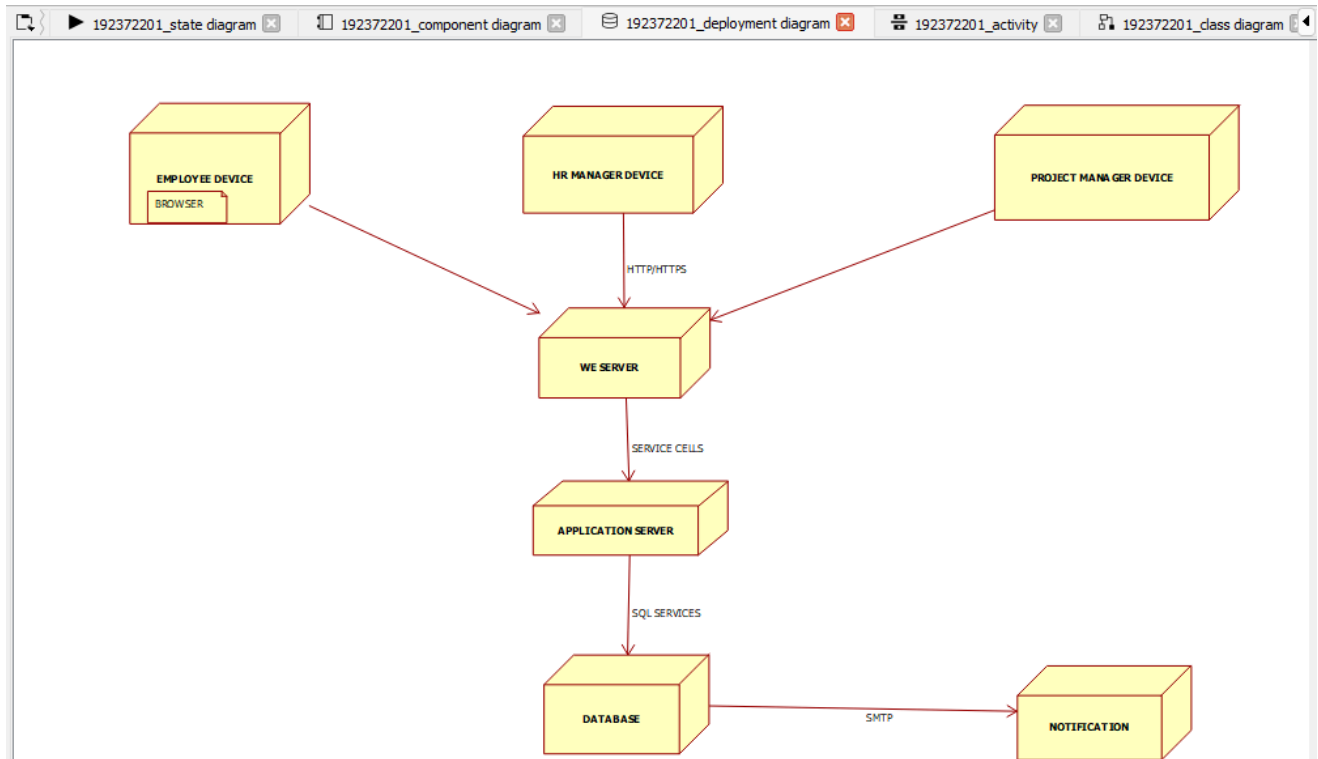 192372201_state diagram
192372201_component diagram
192372201_deployment diagram
192372201_activity
192372201_class diagram
EMPLOYEE DEVICE
BROWSER
HR MANAGER DEVICE
PROJECT MANAGER DEVICE
HTTP/HTTPS
WE SERVER
SERVICE CELLS
APPLICATION SERVER
SQL SERVICES
DATABASE
SMTP
NOTIFICATION